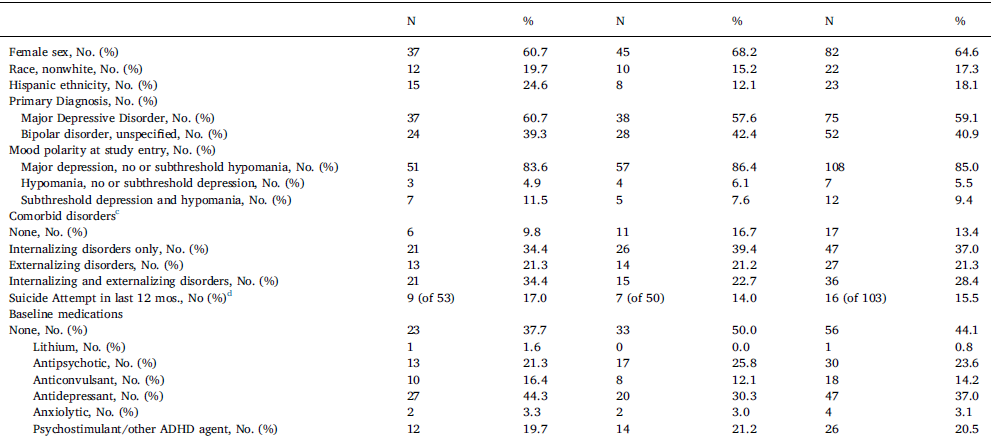 N % N % N %
Female sex, No. (%) 37 60.7 45 68.2 82 64.6
Race, nonwhite, No. (%) 12 19.7 10 15.2 22 17.3
Hispanic ethnicity, No. (%) 15 24.6 8 12.1 23 18.1
Primary Diagnosis, No. (%)
Major Depressive Disorder, No. (%) 37 60.7 38 57.6 75 59.1
Bipolar disorder, unspecified, No. (%) 24 39.3 28 42.4 52 40.9
Mood polarity at study entry, No. (%)
Major depression, no or subthreshold hypomania, No. (%) 51 83.6 57 86.4 108 85.0
Hypomania, no or subthreshold depression, No. (%) 3 4.9 4 6.1 7 5.5
Subthreshold depression and hypomania, No. (%) 7 11.5 5 7.6 12 9.4
Comorbid disordersc
None, No. (%) 6 9.8 11 16.7 17 13.4
Internalizing disorders only, No. (%) 21 34.4 26 39.4 47 37.0
Externalizing disorders, No. (%) 13 21.3 14 21.2 27 21.3
Internalizing and externalizing disorders, No. (%) 21 34.4 15 22.7 36 28.4
Suicide Attempt in last 12 mos., No (%)d 9 (of 53) 17.0 7 (of 50) 14.0 16 (of 103) 15.5
Baseline medications
None, No. (%) 23 37.7 33 50.0 56 44.1
Lithium, No. (%) 1 1.6 0 0.0 1 0.8
Antipsychotic, No. (%) 13 21.3 17 25.8 30 23.6
Anticonvulsant, No. (%) 10 16.4 8 12.1 18 14.2
Antidepressant, No. (%) 27 44.3 20 30.3 47 37.0
Anxiolytic, No. (%) 2 3.3 2 3.0 4 3.1
Psychostimulant/other ADHD agent, No. (%) 12 19.7 14 21.2 26 20.5